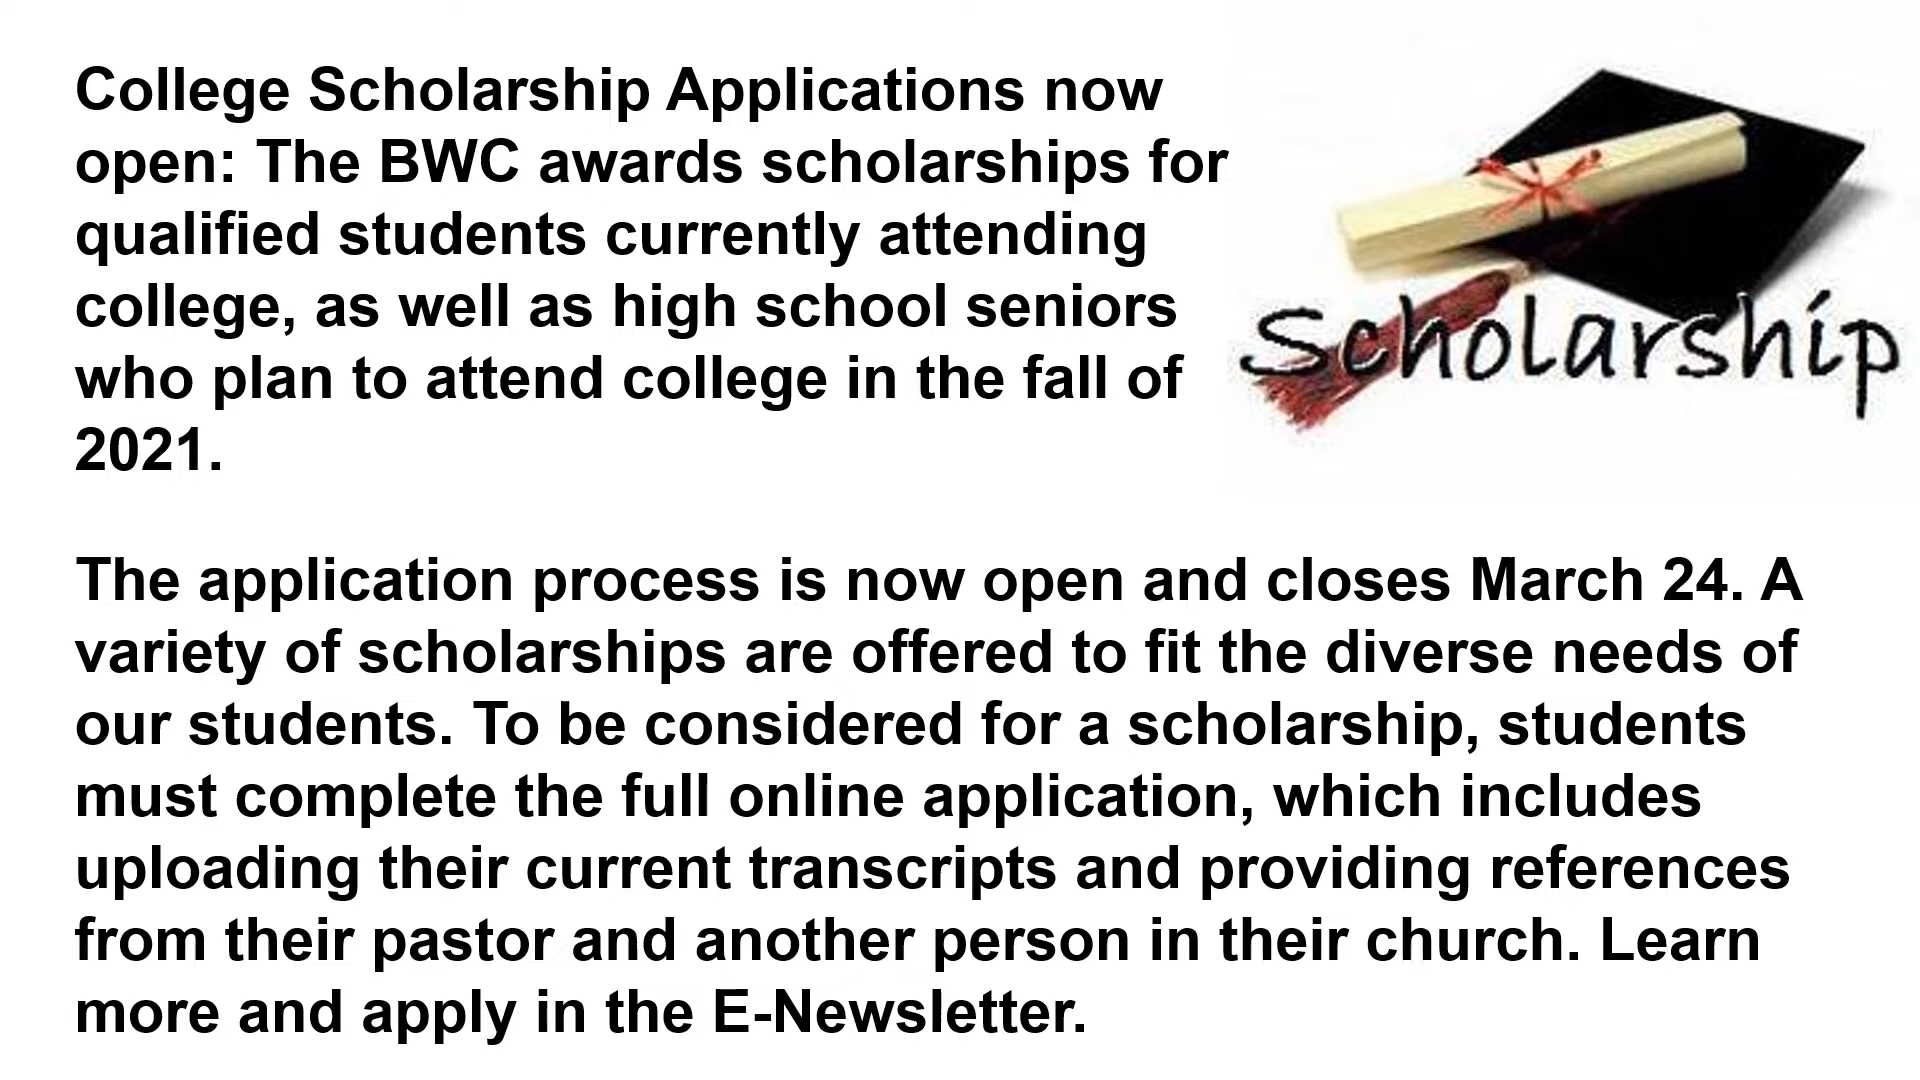 College Scholarship Applications now
open: The BWC awards scholarships for
qualified students currently attending
college, as well as high school seniors
who plan to attend college in the fall of
2021.
Scholarship
The application process is now open and closes March 24. A
variety of scholarships are offered to fit the diverse needs of
our students. To be considered for a scholarship, students
must complete the full online application, which includes
uploading their current transcripts and providing references
from their pastor and another person in their church. Learn
more and apply in the E-Newsletter.